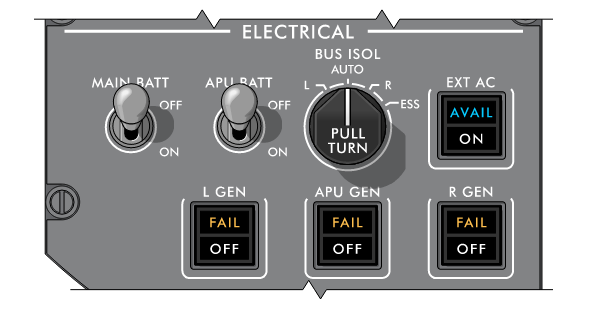 ELECTRICAL
BUS ISOL
AUTO
MAIN BATT
APU BATT
L
R
EXT AC
OFF
OFF
ESS
AVAIL
ON
PULL
TURN
ON
ON
L GEN
APU GEN
R GEN
FAIL
OFF
FAIL
OFF
FAIL
OFF